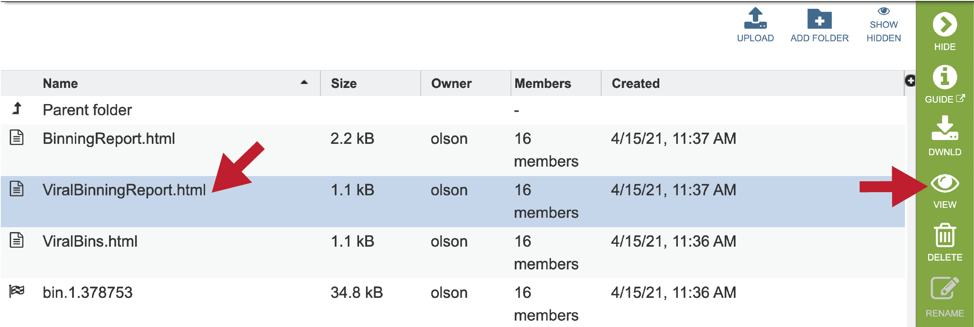 UPLOAD
ADD FOLDER
SHOW
HIDDEN
HIDE
GUIDE
DWNLD
VIEW
DELETE
RENAME
Name Size Owner Members Created
Parent folder -
BinningReport.html 2.2 kB olson 16 4/15/21, 11:37 AM
members
ViralBinningReport.html 1.1 kB olson 16 4/15/21, 11:37 AM
members
ViralBins.html 1.1 kB olson 16 4/15/21, 11:36 AM
members
bin.1.378753 34.8 kB olson 16 4/15/21, 11:36 AM
members